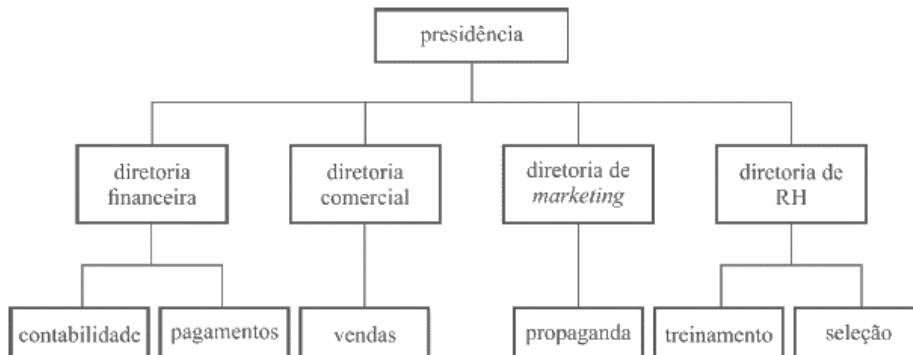 presidência
diretoria
financeira
diretoria
comercial
diretoria de
marketing
diretoria de
RH
contabilidade
pagamentos
vendas
propaganda
treinamento
seleção